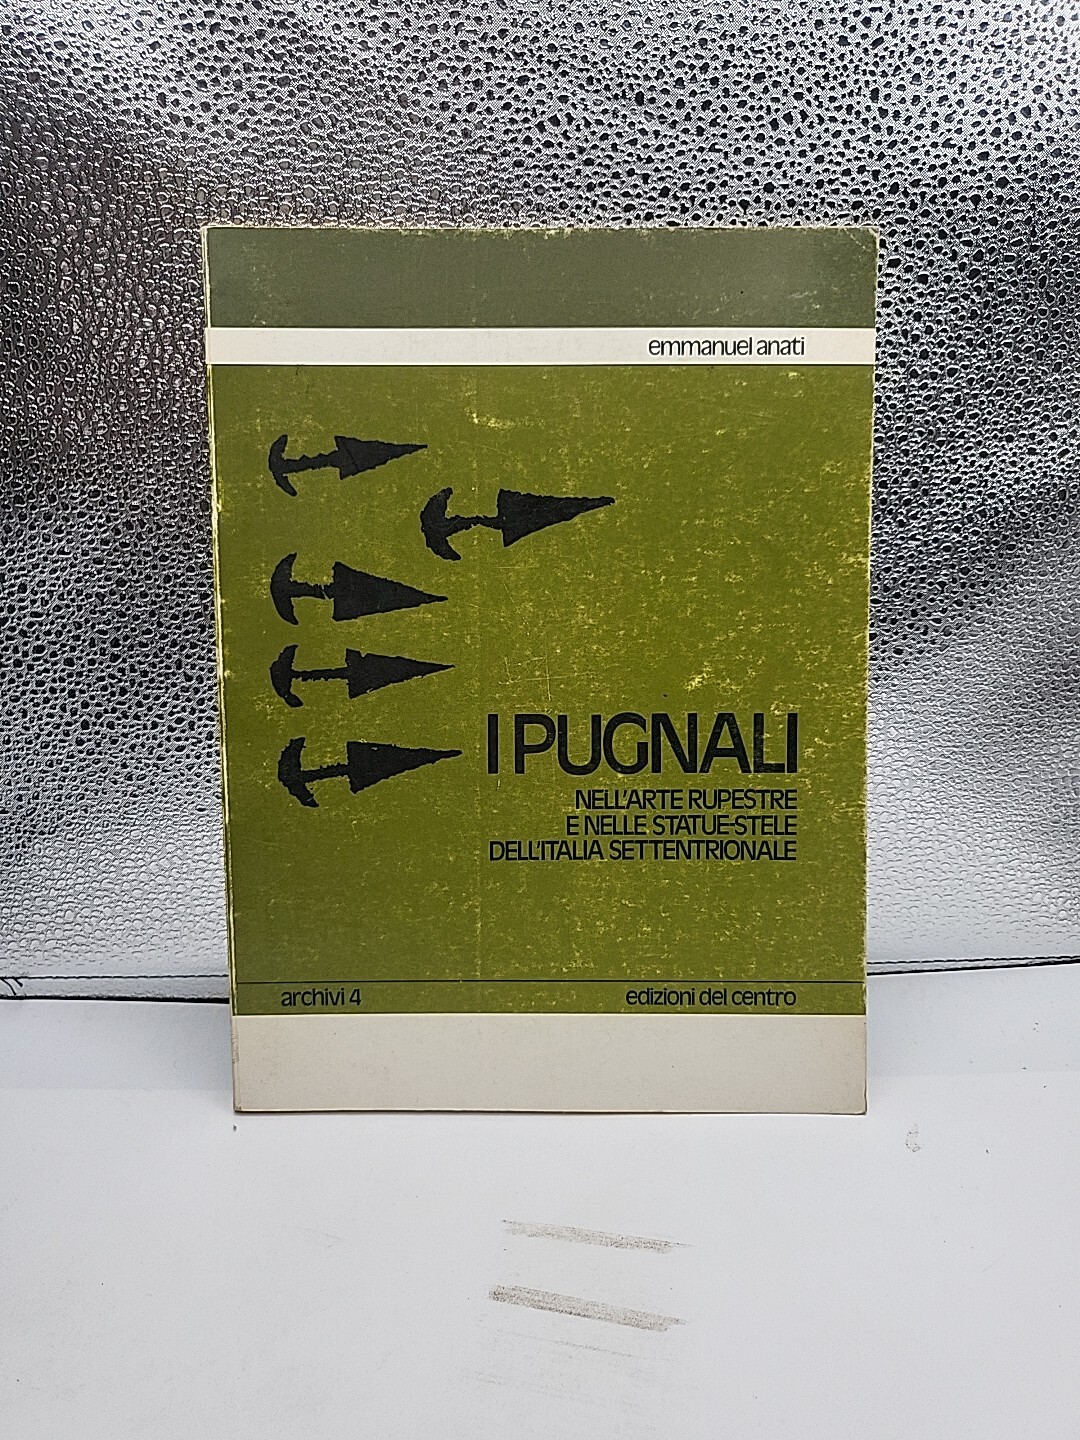 emmanuel anati
I PUGNALI
NELL'ARTE RUPESTRE
E NELLE STATUE-STELE
DELL'ITALIA SETTENTRIONALE
archivi 4
edizioni del centro